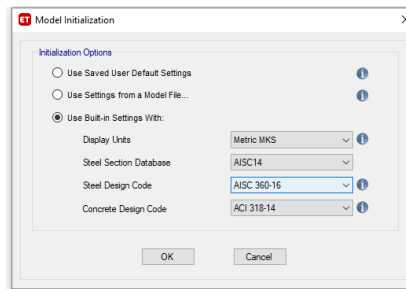 ET Model Initialization
Initialization Options
Use Saved User Default Settings
Use Settings from a Model File...
Use Built-in Settings With:
Display Units Metric MKS
Steel Section Database AISC14
Steel Design Code AISC 360-16
Concrete Design Code ACI 318-14
OK Cancel